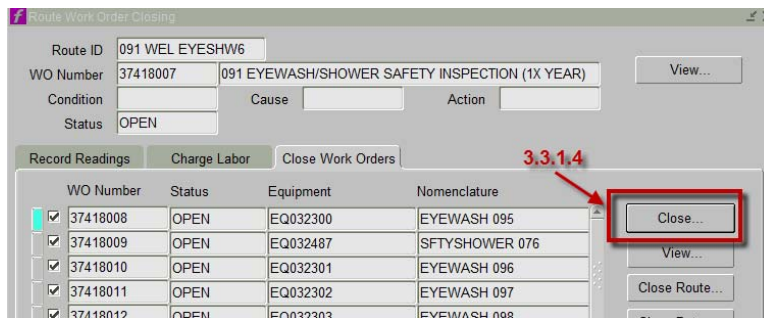 Route Work Order Closing
Route ID 091 WEL EYESHW6
WO Number 37418007 091 EYEWASH/SHOWER SAFETY INSPECTION (1X YEAR) View...
Condition Cause Action
Status OPEN
Record Readings Charge Labor Close Work Orders 3.3.1.4
WO Number Status Equipment Nomenclature
37418008 OPEN EQ032300 EYEWASH 095 Close...
37418009 OPEN EQ032487 SFTYSHOWER 076
View...
37418010 OPEN EQ032301 EYEWASH 096
37418011 OPEN EQ032302 EYEWASH 097 Close Route...
37418012 OPEN EQ032303 EYEWASH 098